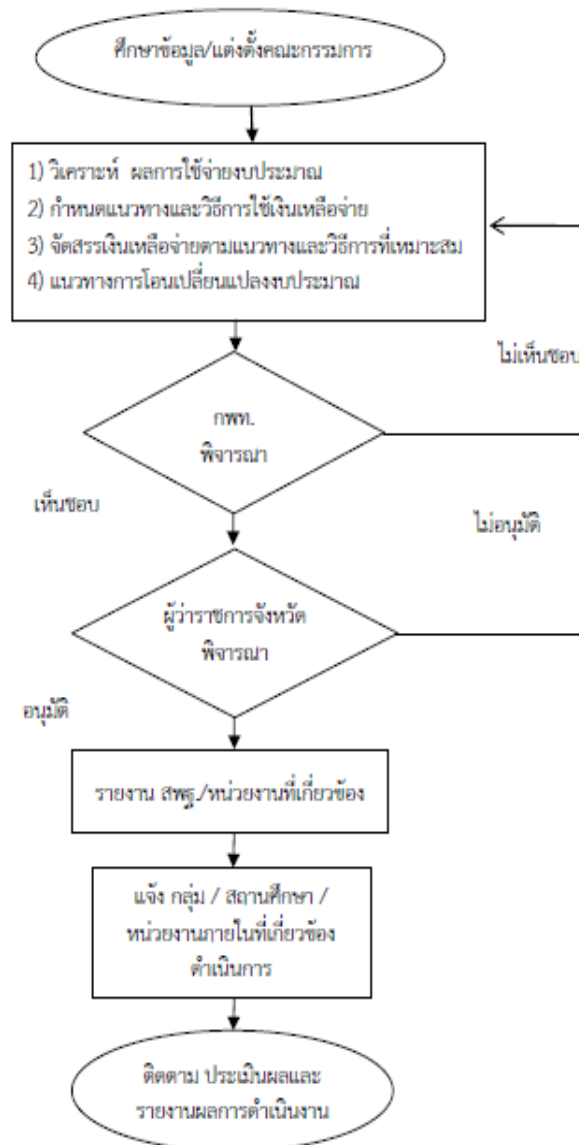 ศึกษาข้อมูล/แต่งตั้งคณะกรรมการ
1) วิเคราะห์ ผลการใช้จ่ายงบประมาณ
2) กำหนดแนวทางและวิธีการใช้เงินเหลือจ่าย
3) จัดสรรเงินเหลือจ่ายตามแนวทางและวิธีการที่เหมาะสม
4) แนวทางการโอนเปลี่ยนแปลงงบประมาณ
ไม่เห็นชอบ
กพท.
พิจารณา
เห็นชอบ
ไม่อนุมัติ
ผู้ว่าราชการจังหวัด
พิจารณา
อนุมัติ
รายงาน สพฐ./หน่วยงานที่เกี่ยวข้อง
แจ้ง กลุ่ม / สถานศึกษา /
หน่วยงานภายในที่เกี่ยวข้อง
ดำเนินการ
ติดตาม ประเมินผลและ
รายงานผลการดำเนินงาน